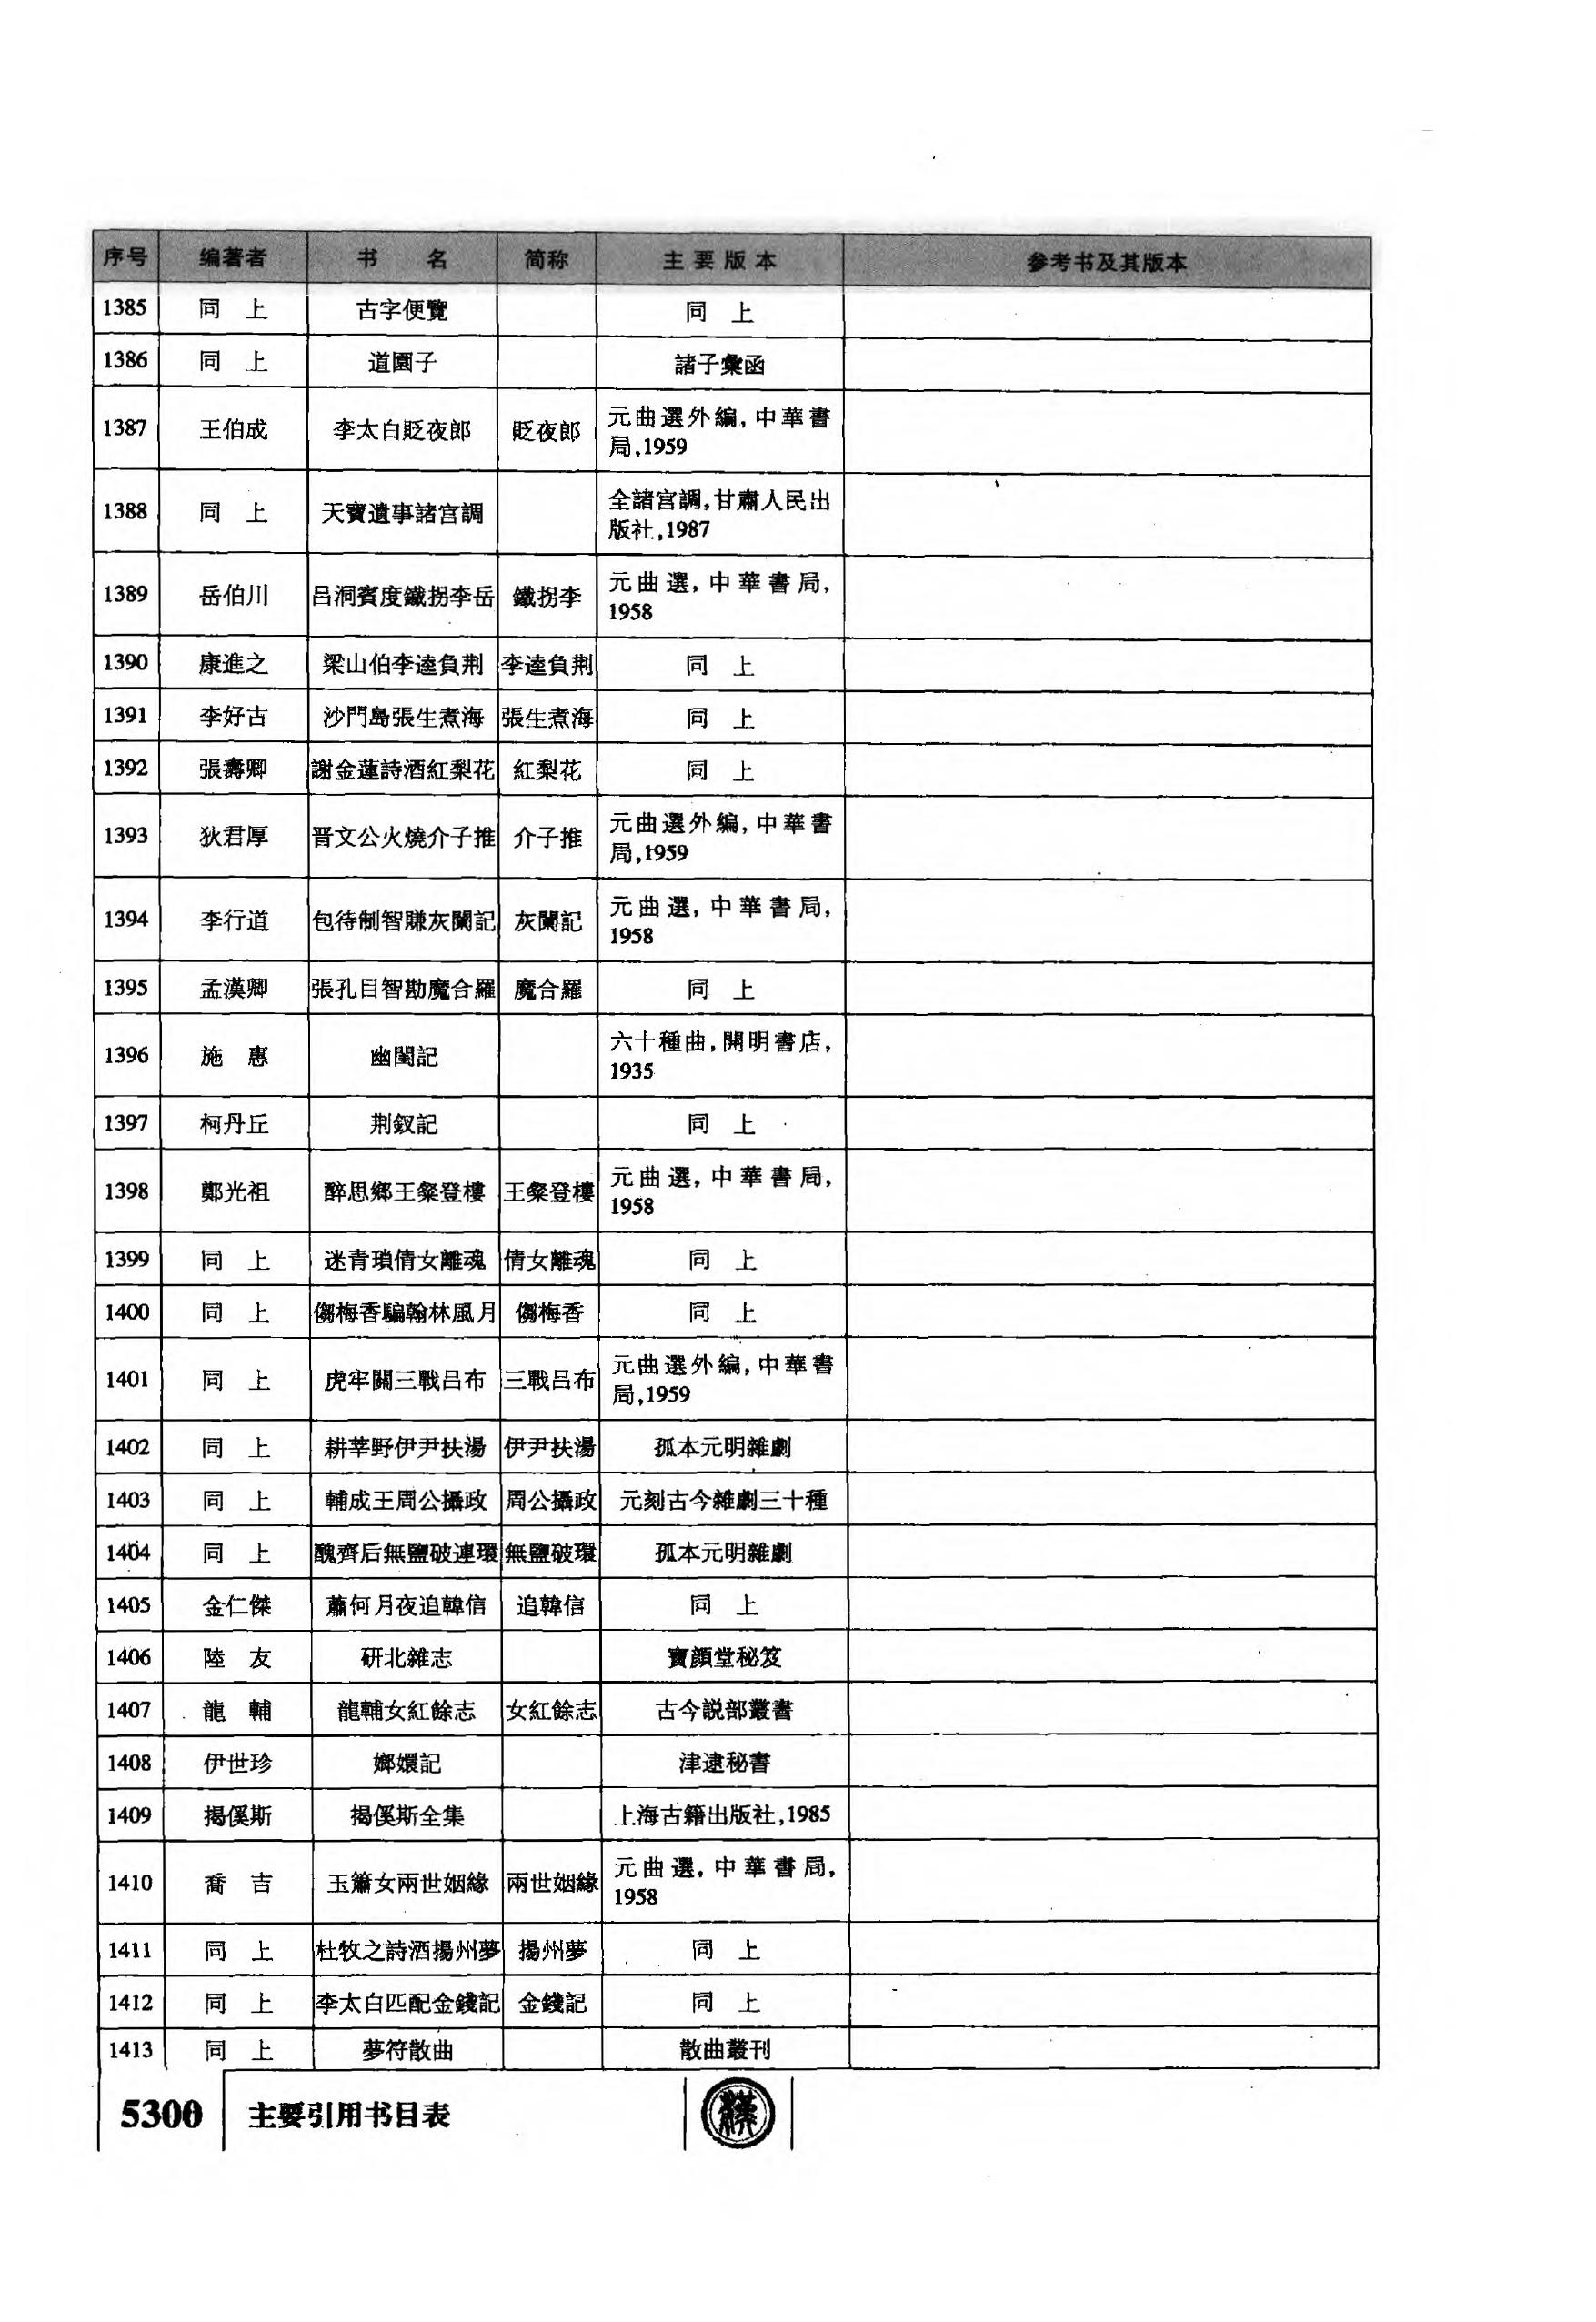 序号 编著者 书 名 简称 主要版本 参考书及其版本
1385 同 上 古字便覽 同 上
1386 同 上 道園子 諸子彙函
1387 王伯成 李太白貶夜郎 貶夜郎 元曲選外編,中華書
局,1959
1388 同 上 天寶遺事諸宫調 全諸宫調,甘肅人民出
版社,1987
1389 岳伯川 吕洞賓度鐵拐李岳 鐵拐李 元曲選,中華書局,
1958
1390 康進之 梁山伯李逵負荆 李逵負荆 同 上
1391 李好古 沙門島張生煮海 張生煮海 同 上
1392 張壽卿 謝金蓮詩酒紅梨花 紅梨花 同 上
1393 狄君厚 晋文公火燒介子推 介子推 元曲選外編,中華書
局,1959
1394 李行道 包待制智賺灰闌記 灰闌記 元曲選,中華書局,
1958
1395 孟漢卿 張孔目智勘魔合羅 魔合羅 同 上
1396 施 惠 幽閨記 六十種曲,開明書店,
1935
1397 柯丹丘 荆釵記 同 上
1398 鄭光祖 醉思鄉王粲登樓 王粲登樓 元曲選,中華書局,
1958
1399 同 上 迷青瑣倩女離魂 倩女離魂 同 上
1400 同 上 㑳梅香騙翰林風月 㑳梅香 同 上
1401 同 上 虎牢關三戰吕布 三戰吕布 元曲選外編,中華書
局,1959
1402 同 上 耕莘野伊尹扶湯 伊尹扶湯 孤本元明雜劇
1403 同 上 輔成王周公攝政 周公攝政 元刻古今雜劇三十種
1404 同 上 醜齊后無鹽破連環 無鹽破環 孤本元明雜劇
1405 金仁傑 蕭何月夜追韓信 追韓信 同 上
1406 陸 友 研北雜志 寶顔堂秘笈
1407 龍 輔 龍輔女紅餘志 女紅餘志 古今説部叢書
1408 伊世珍 嫏嬛記 津逮秘書
1409 揭傒斯 揭傒斯全集 上海古籍出版社,1985
1410 喬 吉 玉簫女兩世姻緣 兩世姻緣 元曲選,中華書局,
1958
1411 同 上 杜牧之詩酒揚州夢 揚州夢 同 上
1412 同 上 李太白匹配金錢記 金錢記 同 上
1413 同 上 夢符散曲 散曲叢刊
5300 主要引用书目表